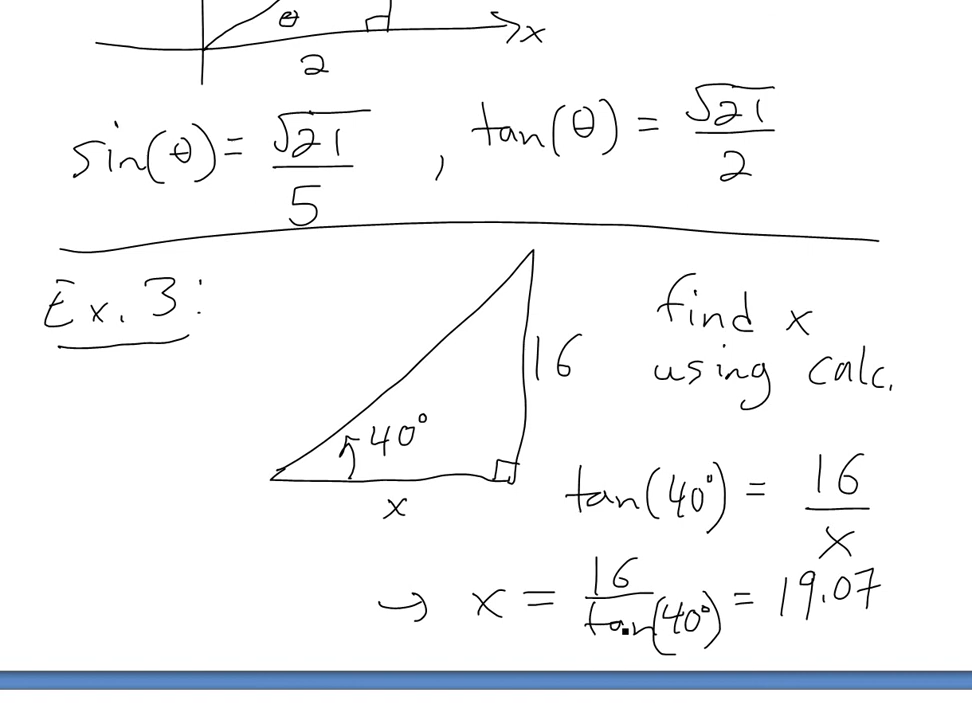 θ
x
2
sin(θ) = √21/5 , tan(θ) = √21/2
Ex. 3:
find x
using calc.
16
40°
x
tan(40°) = 16/x
→ x = 16/tan(40°) = 19.07